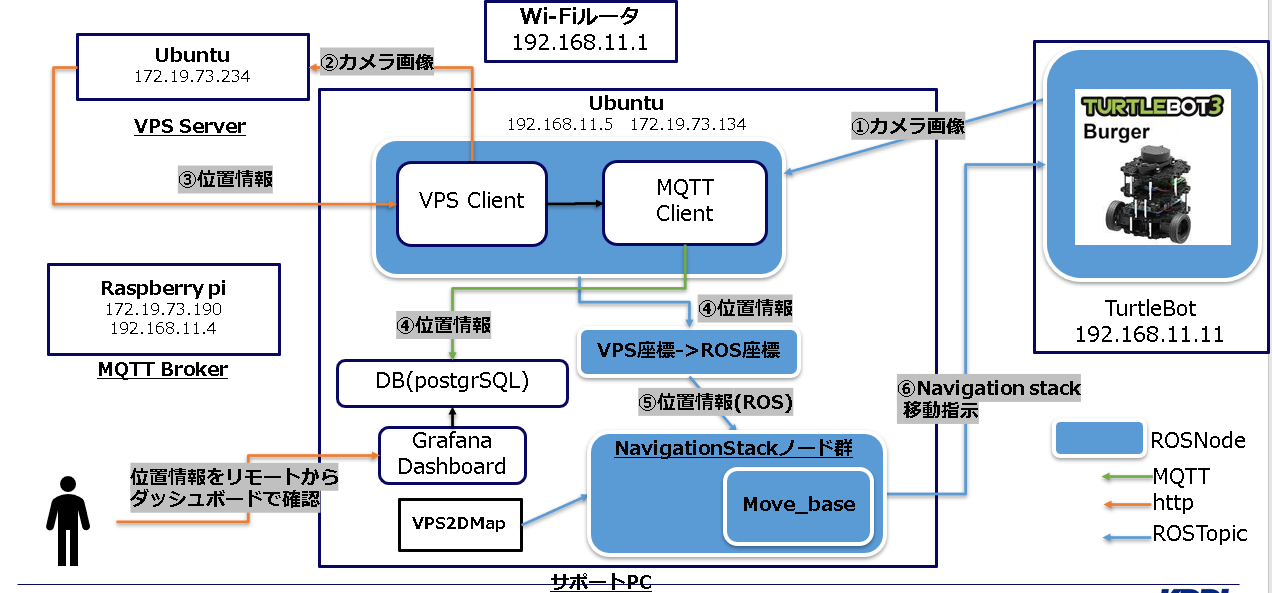 Wi-Fiルータ
192.168.11.1
Ubuntu
172.19.73.234
VPS Server
②カメラ画像
Ubuntu
192.168.11.5 172.19.73.134
①カメラ画像
TURTLEBOT3
Burger
③位置情報
VPS Client
MQTT
Client
Raspberry pi
172.19.73.190
192.168.11.4
MQTT Broker
④位置情報
④位置情報
TurtleBot
192.168.11.11
VPS座標->ROS座標
DB(postgrSQL)
⑤位置情報(ROS)
⑥Navigation stack
移動指示
Grafana
Dashboard
NavigationStackノード群
Move_base
VPS2DMap
位置情報をリモートから
ダッシュボードで確認
ROSNode
MQTT
http
ROSTopic
サポートPC